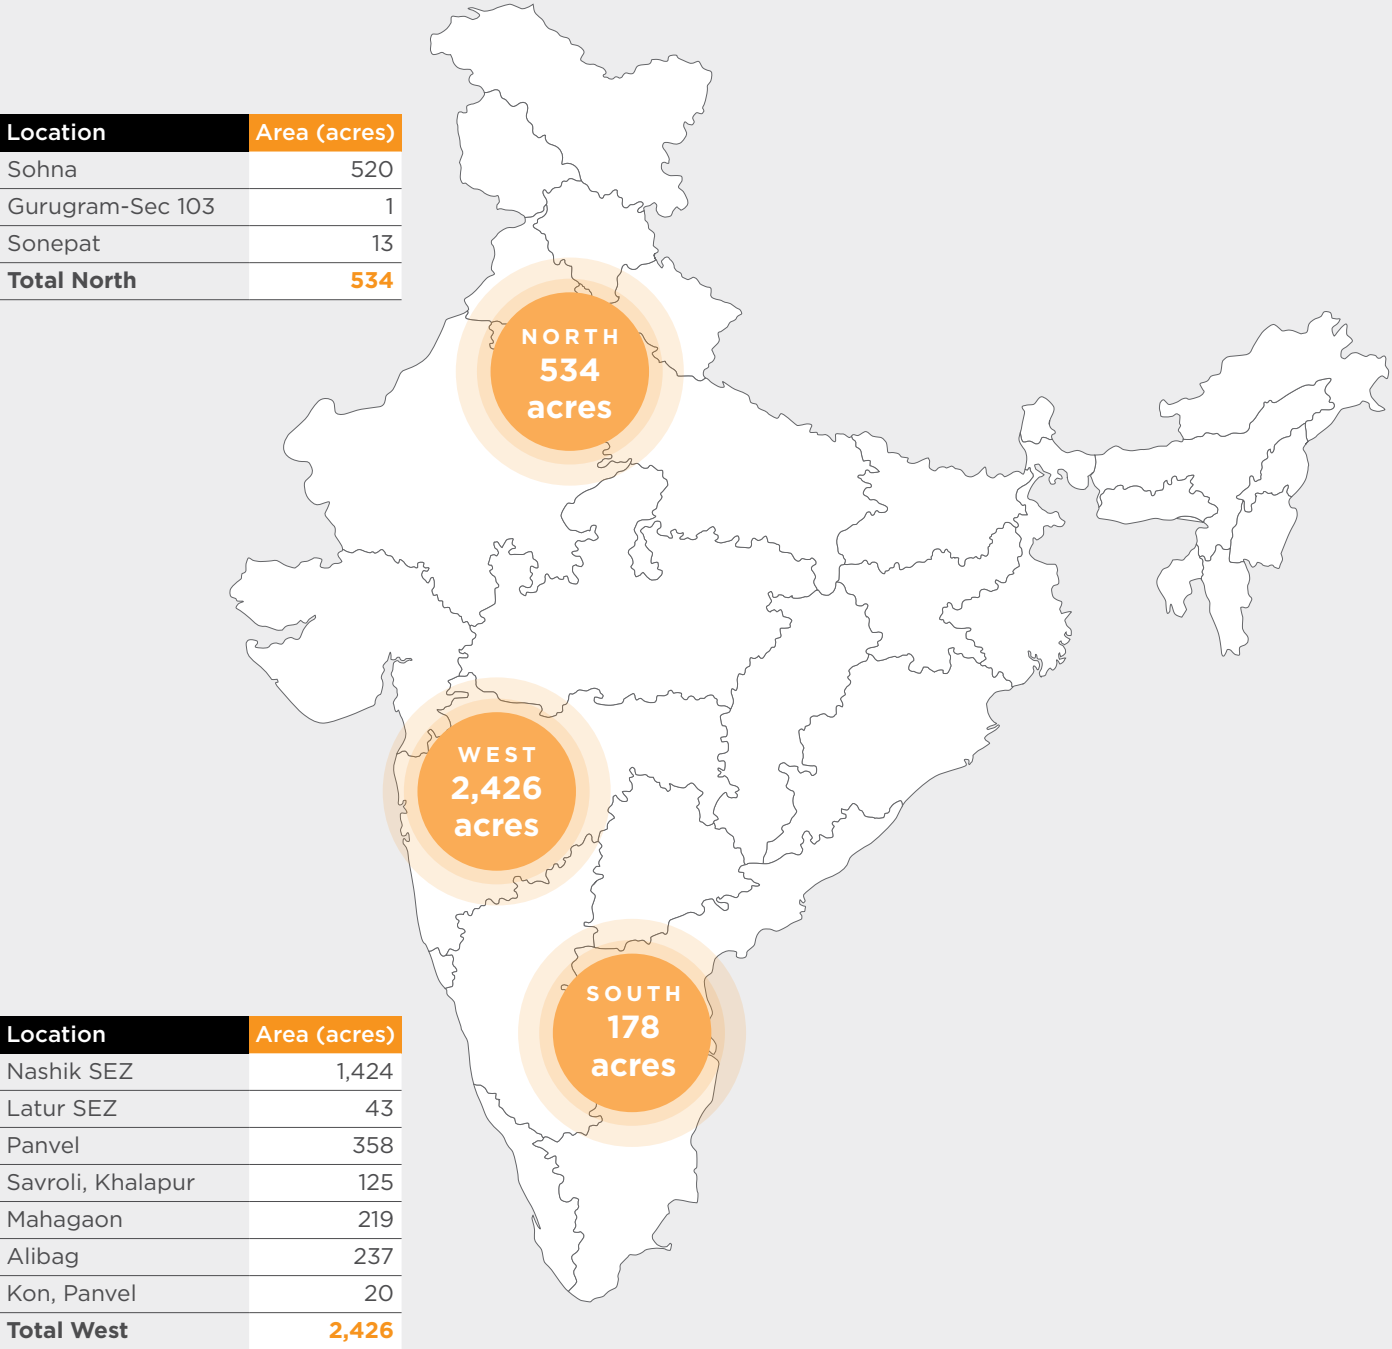 Location Area (acres)
Sohna 520
Gurugram-Sec 103 1
Sonepat 13
Total North 534
NORTH
534
acres
WEST
2,426
acres
SOUTH
178
acres
Location Area (acres)
Nashik SEZ 1,424
Latur SEZ 43
Panvel 358
Savroli, Khalapur 125
Mahagaon 219
Alibag 237
Kon, Panvel 20
Total West 2,426